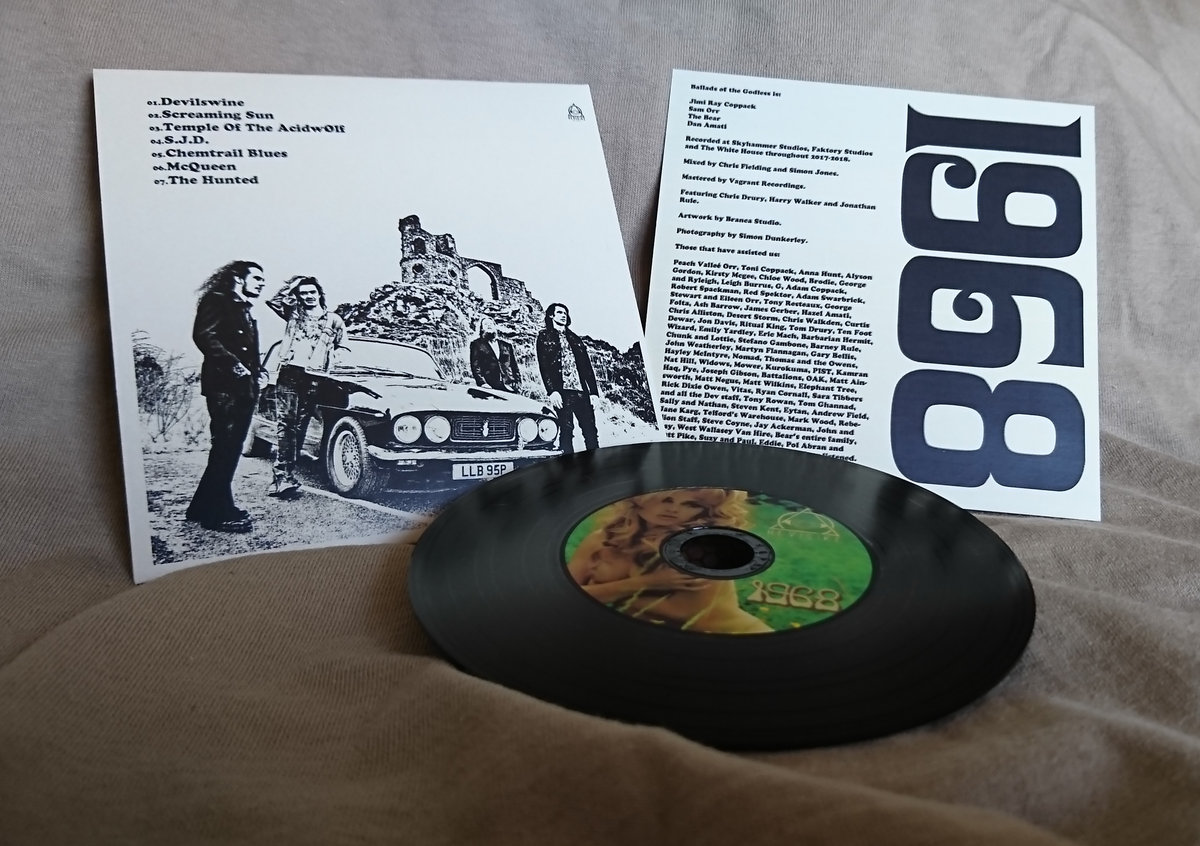 01.Devilswine
02.Screaming Sun
03.Temple Of The Acidw0lf
04.S.J.D.
05.Chemtrail Blues
06.McQueen
07.The Hunted
LLB 95P
Ballads of the Godless is:
Jimi Ray Coppack
Sam Orr
The Bear
Dan Amati
Recorded at Skyhammer Studios, Faktory Studios
and The White House throughout 2017-2018.
Mixed by Chris Fielding and Simon Jones.
Mastered by Vagrant Recordings.
Featuring Chris Drury, Harry Walker and Jonathan
Rule.
Artwork by Branca Studio.
Photography by Simon Dunkerley.
Those that have assisted us:
Peach Valleé Orr, Toni Coppack, Anna Hunt, Alyson
Gordon, Kirsty Mcgee, Chloe Wood, Brodie, George
and Ryleigh, Leigh Burrus, G, Adam Coppack,
Robert Spackman, Red Spektor, Adam Swarbrick,
Stewart and Eileen Orr, Tony Reeteaux, George
Folta, Ash Barrow, James Gerber, Hazel Amati,
Chris Alliston, Desert Storm, Chris Walkden, Curtis
Dewar, Jon Davis, Ritual King, Tom Drury, Ten Foot
Wizard, Emily Yardley, Eric Mach, Barbarian Hermit,
Chunk and Lottie, Stefano Gambone, Barney Rule,
John Weatherley, Martyn Flannagan, Gary Bellie,
Hayley McIntyre, Nomad, Thomas and the Owens,
Nat Hill, Widows, Mower, Kurokuma, PIST, Kamran
Haq, Pye, Joseph Gibson, Battalions, OAK, Matt Ain-
sworth, Matt Negus, Matt Wilkins, Elephant Tree,
Rick Dixie Owen, Vitas, Ryan Cornall, Sara Tibbers
and all the Dev staff, Tony Rowan, Tom Ghannad,
Sally and Nathan, Steven Kent, Eytan, Andrew Field,
Jane Karg, Telford's Warehouse, Mark Wood, Rebe-
Staff, Steve Coyne, Jay Ackerman, John and
West Wallasey Van Hire, Bear's entire family,
Pike, Suzy and Paul, Eddie, Pol Abran and
listened.
1968
1968